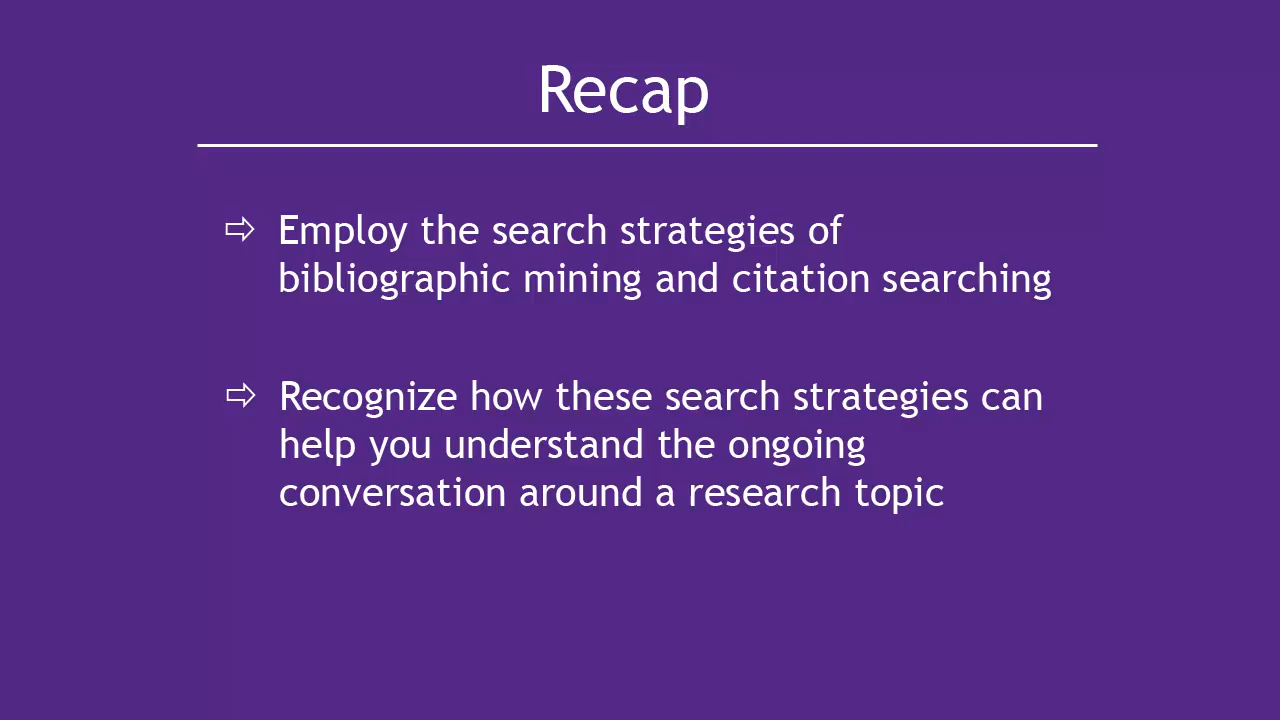 Recap
⇨ Employ the search strategies of
bibliographic mining and citation searching
⇨ Recognize how these search strategies can
help you understand the ongoing
conversation around a research topic